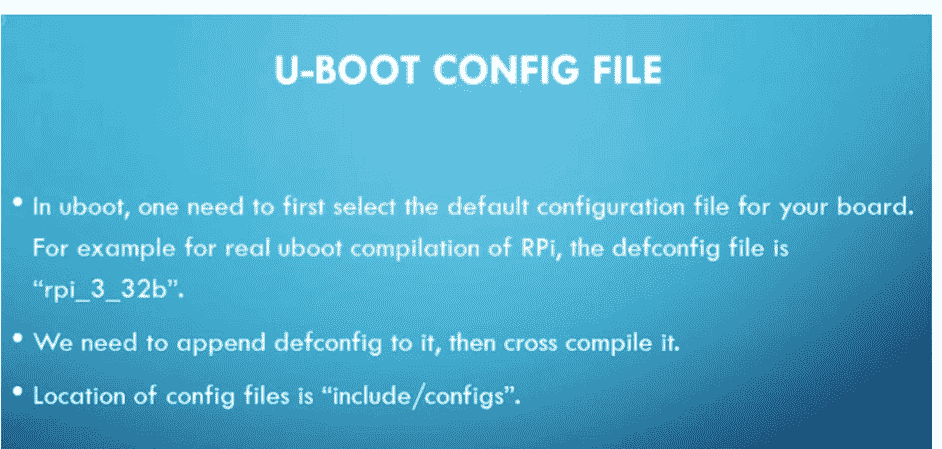 U-BOOT CONFIG FILE
• In uboot, one need to first select the default configuration file for your board.
For example for real uboot compilation of RPi, the defconfig file is
“rpi_3_32b”.
• We need to append defconfig to it, then cross compile it.
• Location of config files is “include/configs”.